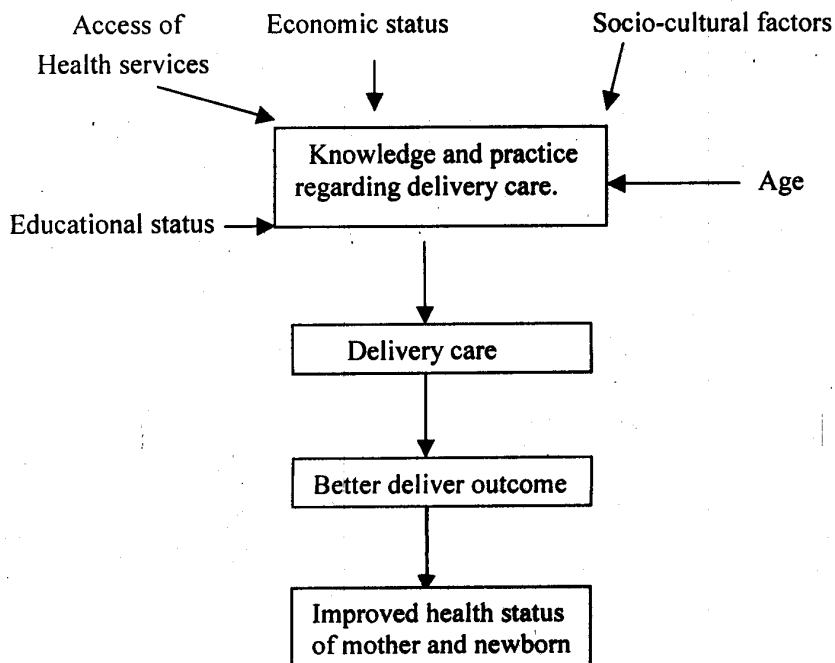 Access of
Health services
Economic status
Socio-cultural factors
Knowledge and practice
regarding delivery care.
Age
Educational status
Delivery care
Better deliver outcome
Improved health status
of mother and newborn